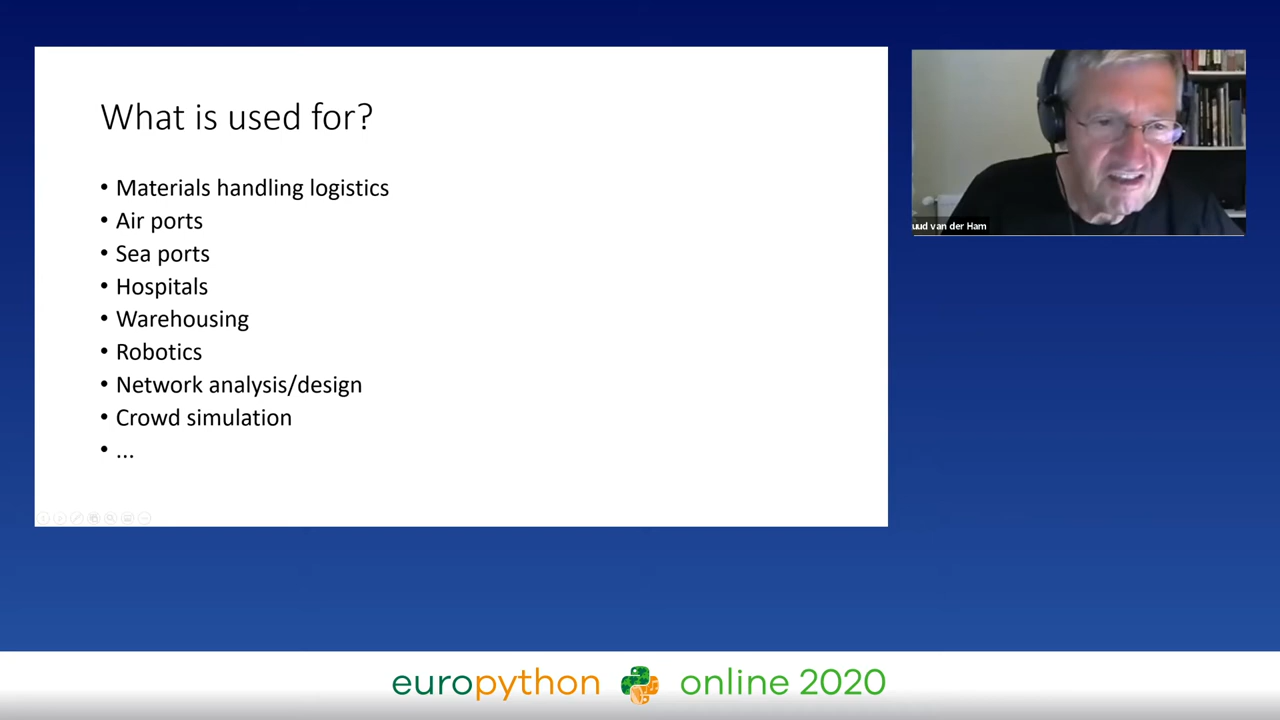 What is used for?
• Materials handling logistics
• Air ports
• Sea ports
• Hospitals
• Warehousing
• Robotics
• Network analysis/design
• Crowd simulation
• ...
uud van der Ham
europython online 2020